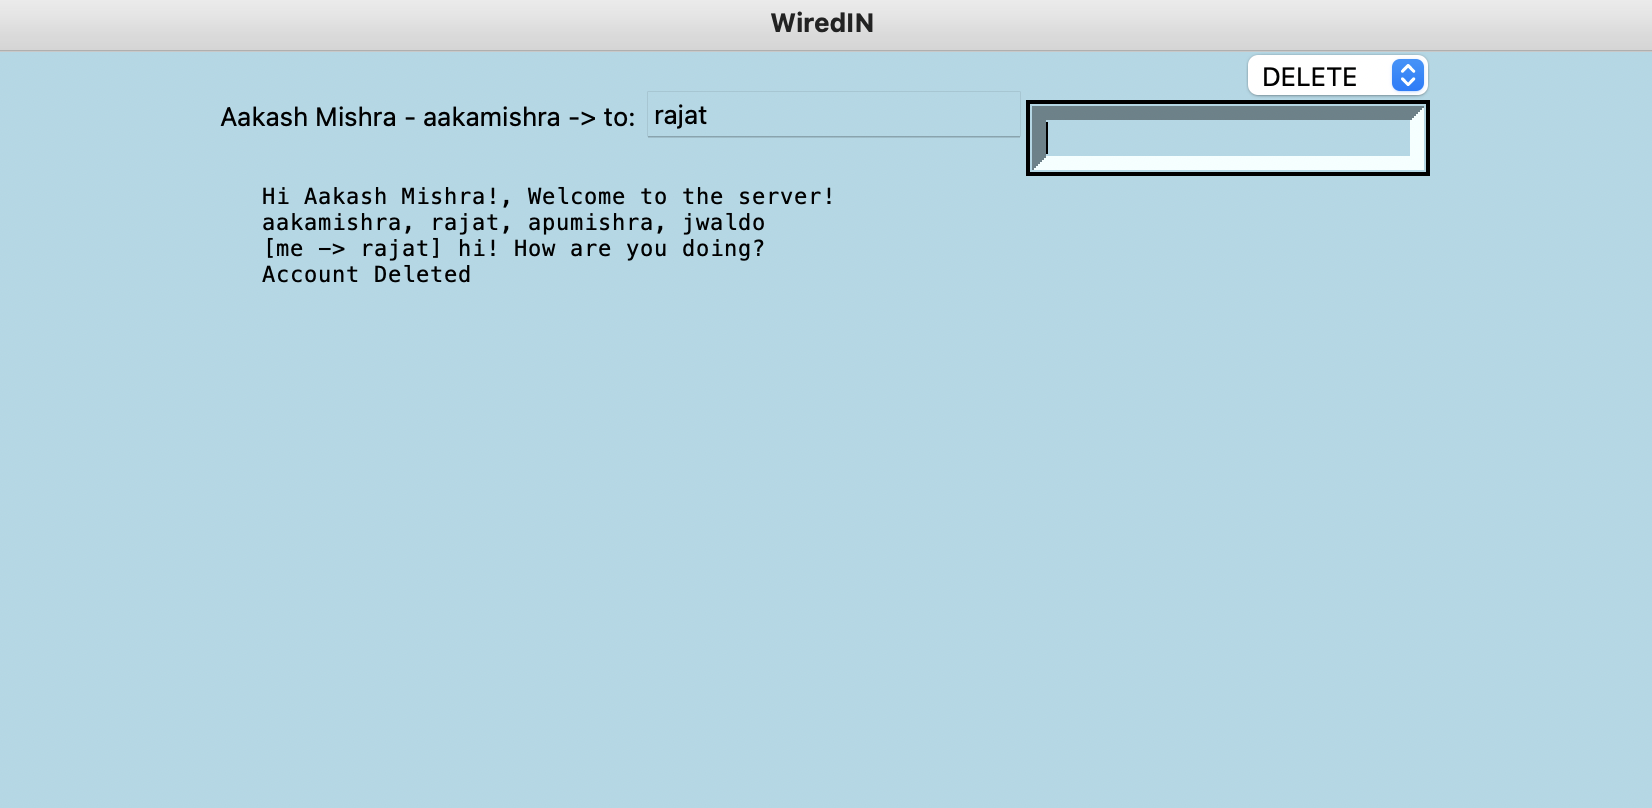 WiredIN
DELETE
Aakash Mishra - aakamishra -> to: rajat
Hi Aakash Mishra!, Welcome to the server!
aakamishra, rajat, apumishra, jwaldo
[me -> rajat] hi! How are you doing?
Account Deleted